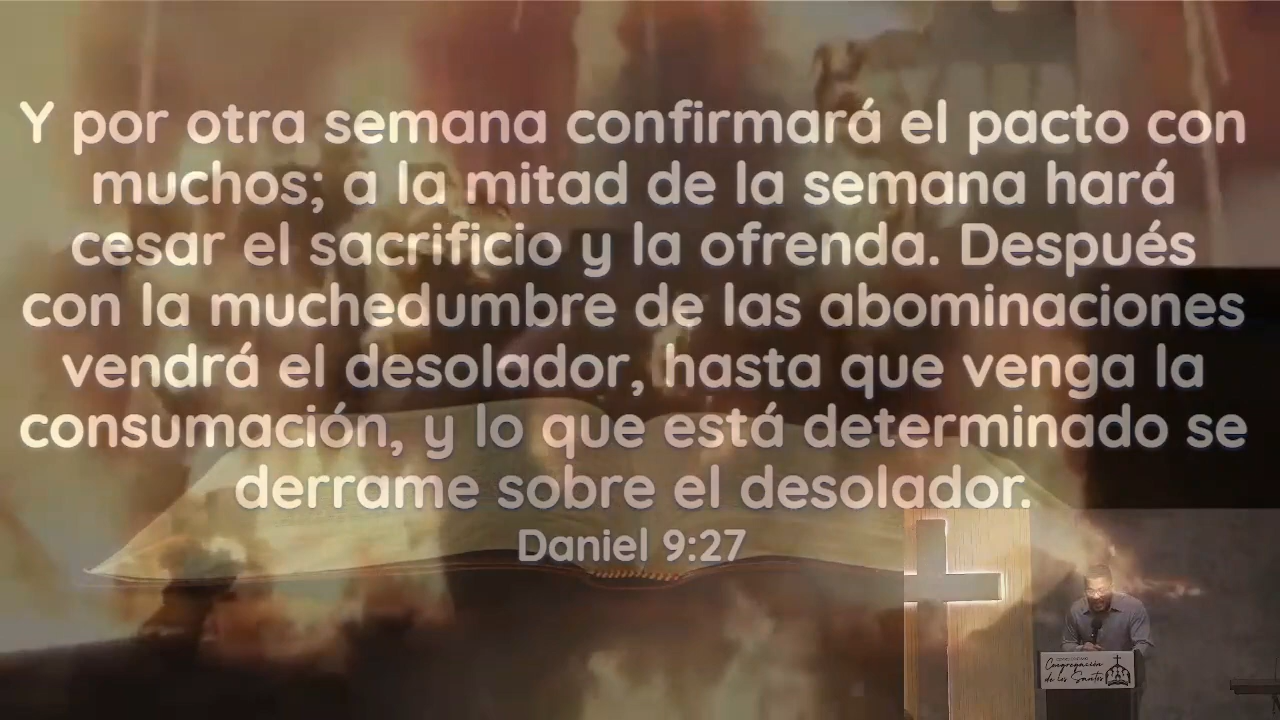 Y por otra semana confirmará el pacto con
muchos; a la mitad de la semana hará
cesar el sacrificio y la ofrenda. Después
con la muchedumbre de las abominaciones
vendrá el desolador, hasta que venga la
consumación, y lo que está determinado se
derrame sobre el desolador.
Daniel 9:27
Congregación
de los Santos